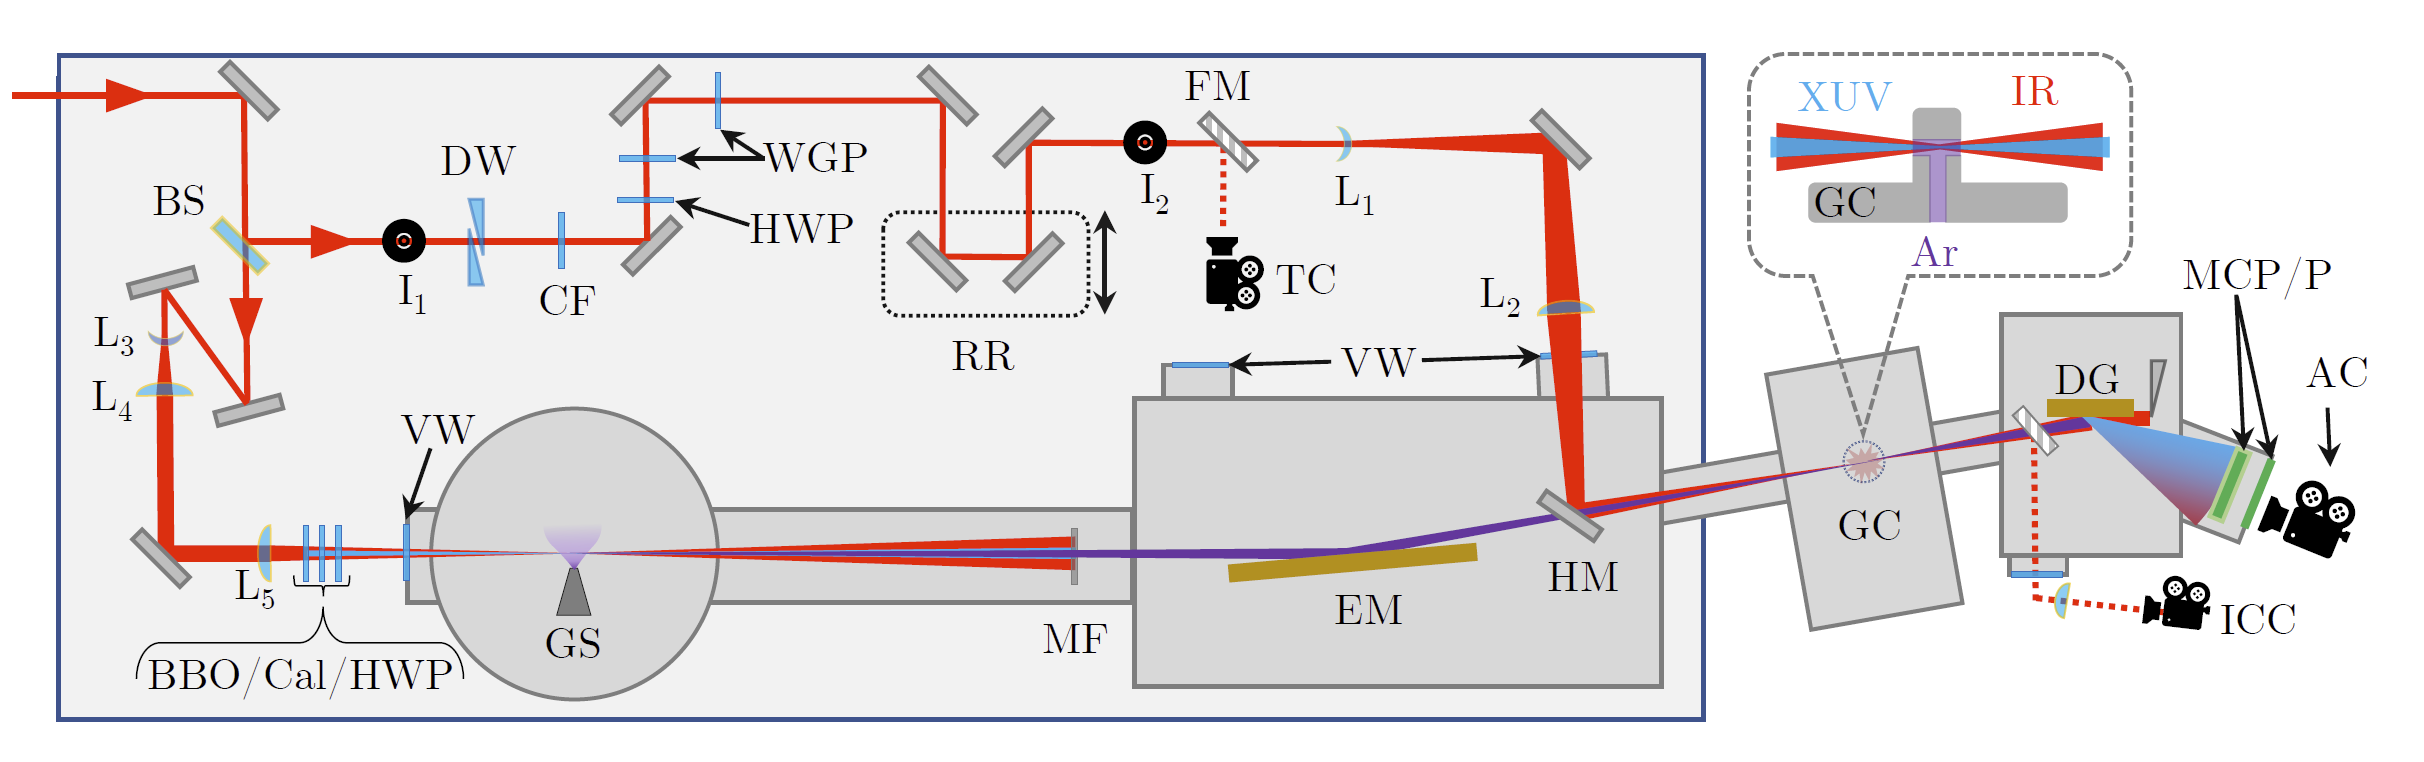 XUV
IR
GC
Ar
FM
DW
WGP
BS
HWP
I1
I2
L1
CF
TC
RR
L2
VW
L3
L4
VW
MCP/P
AC
DG
GC
L5
GS
MF
EM
HM
ICC
BBO/Cal/HWP